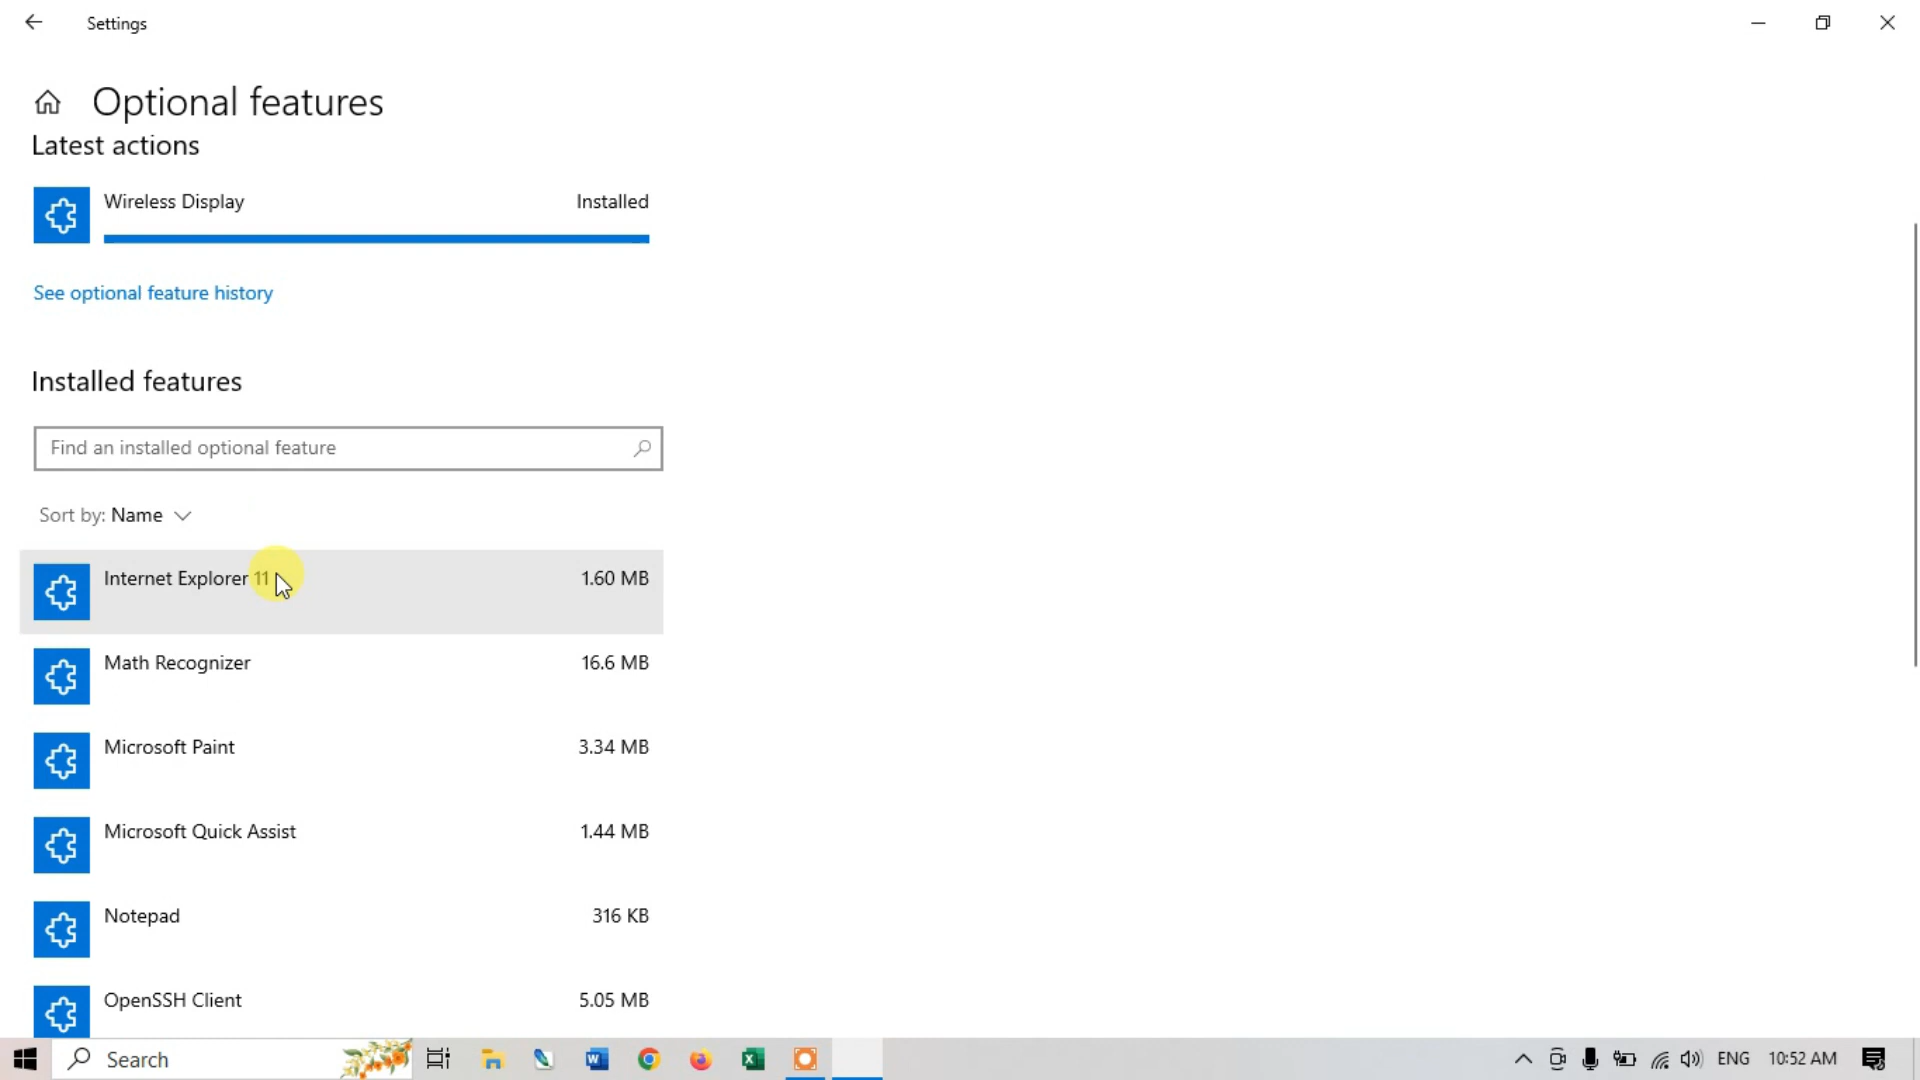 Settings
Optional features
Latest actions
Wireless Display Installed
See optional feature history
Installed features
Find an installed optional feature
Sort by: Name
Internet Explorer 11 1.60 MB
Math Recognizer 16.6 MB
Microsoft Paint 3.34 MB
Microsoft Quick Assist 1.44 MB
Notepad 316 KB
OpenSSH Client 5.05 MB
Search ENG 10:52 AM